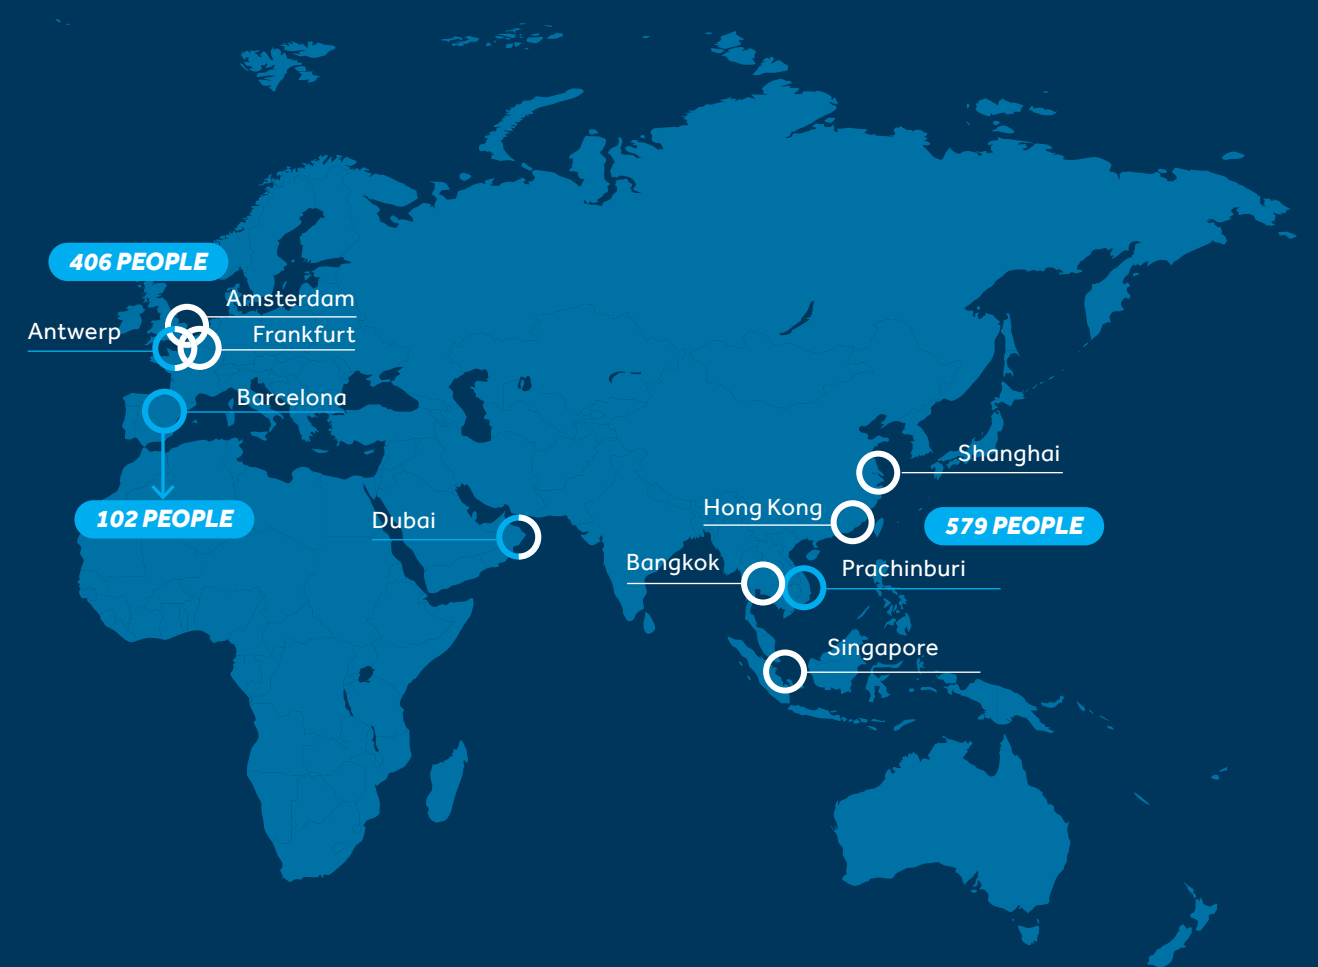 406 PEOPLE
Amsterdam
Antwerp
Frankfurt
Barcelona
102 PEOPLE
Dubai
Shanghai
Hong Kong
579 PEOPLE
Bangkok
Prachinburi
Singapore